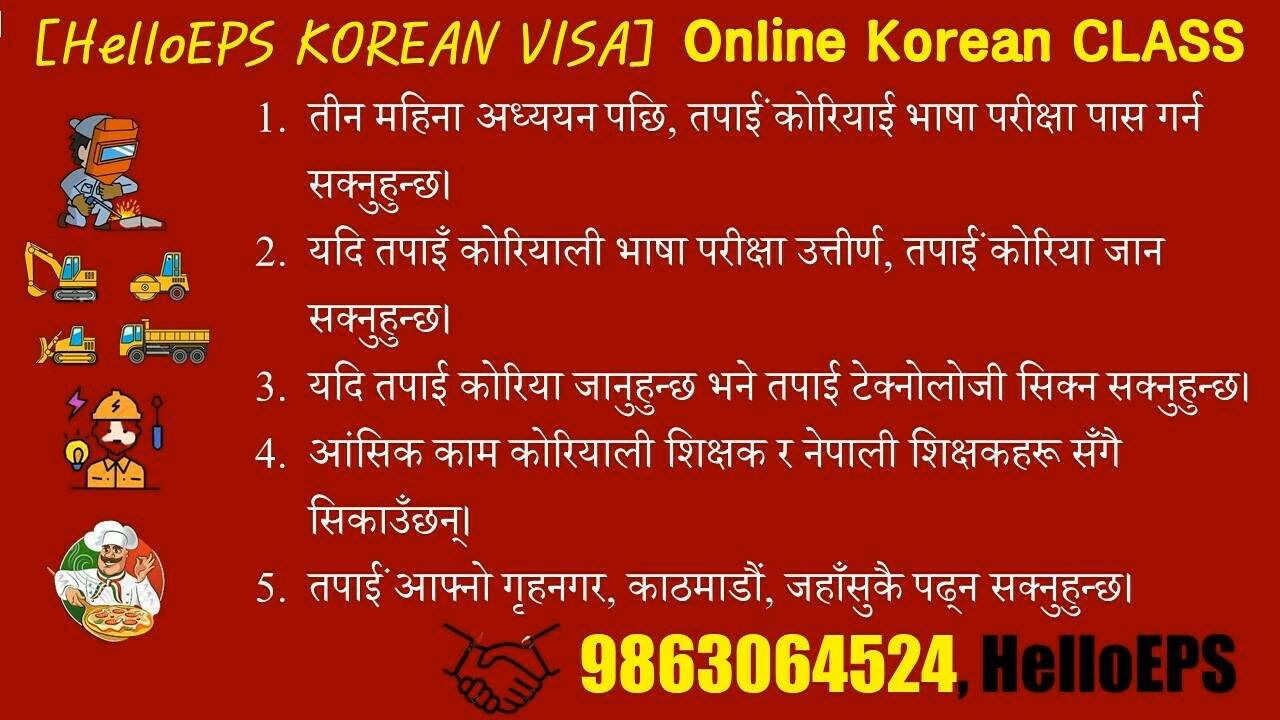 [HelloEPS KOREAN VISA] Online Korean CLASS
1. तीन महिना अध्ययन पछि, तपाईं कोरियाई भाषा परीक्षा पास गर्न
सक्नुहुन्छ।
2. यदि तपाइँ कोरियाली भाषा परीक्षा उत्तीर्ण, तपाईं कोरिया जान
सक्नुहुन्छ।
3. यदि तपाई कोरिया जानुहुन्छ भने तपाई टेक्नोलोजी सिक्न सक्नुहुन्छ।
4. आंसिक काम कोरियाली शिक्षक र नेपाली शिक्षकहरू सँगै
सिकाउँछन्।
5. तपाईं आफ्नो गृहनगर, काठमाडौं, जहाँसुकै पढ्न सक्नुहुन्छ।
9863064524, HelloEPS